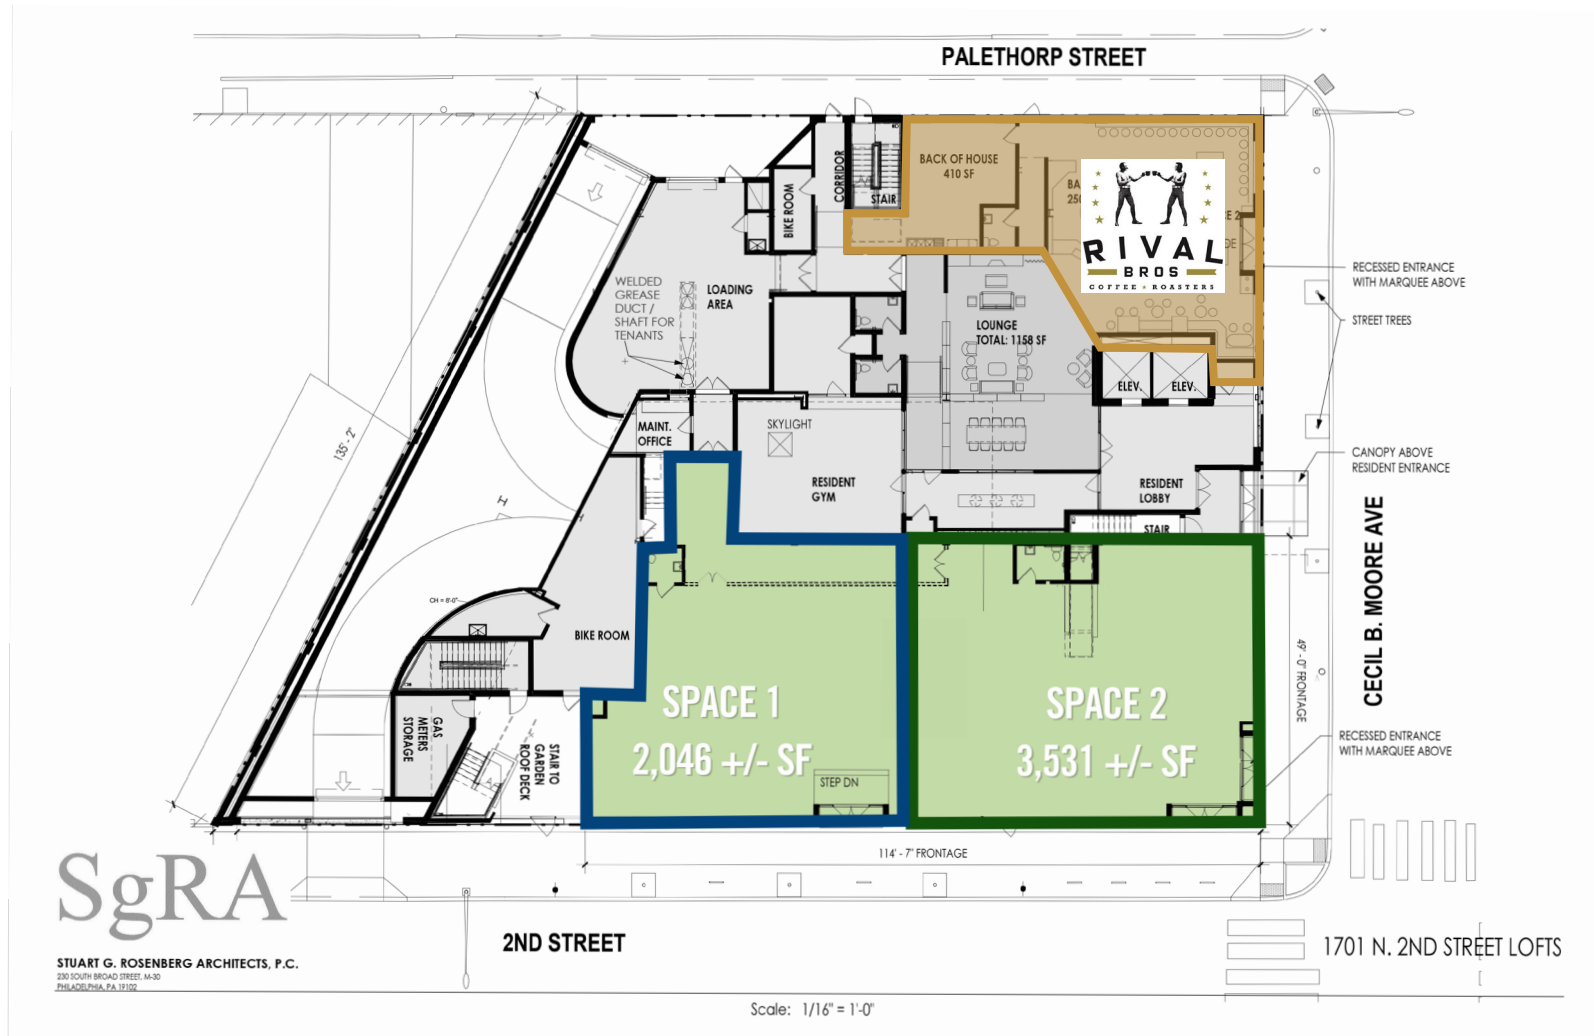 PALETHORP STREET
BACK OF HOUSE
410 SF
CORRIDOR
STAIR
BIKE ROOM
RIVAL
BROS
COFFEE ROASTERS
RECESSED ENTRANCE
WITH MARQUEE ABOVE
WELDED
GREASE
DUCT /
SHAFT FOR
TENANTS
LOADING
AREA
LOUNGE
TOTAL: 1158 SF
STREET TREES
ELEV.
ELEV.
135' - 2"
MAINT.
OFFICE
SKYLIGHT
RESIDENT
GYM
RESIDENT
LOBBY
CANOPY ABOVE
RESIDENT ENTRANCE
STAIR
CECIL B. MOORE AVE
CH = 8'-0"
BIKE ROOM
49' - 0" FRONTAGE
SPACE 1
2,046 +/- SF
SPACE 2
3,531 +/- SF
GAS
METERS
STORAGE
STAIR TO
GARDEN
ROOF DECK
STEP DN
RECESSED ENTRANCE
WITH MARQUEE ABOVE
114' - 7" FRONTAGE
SgRA
2ND STREET
1701 N. 2ND STREET LOFTS
STUART G. ROSENBERG ARCHITECTS, P.C.
230 SOUTH BROAD STREET, M-30
PHILADELPHIA, PA 19102
Scale: 1/16" = 1'-0"